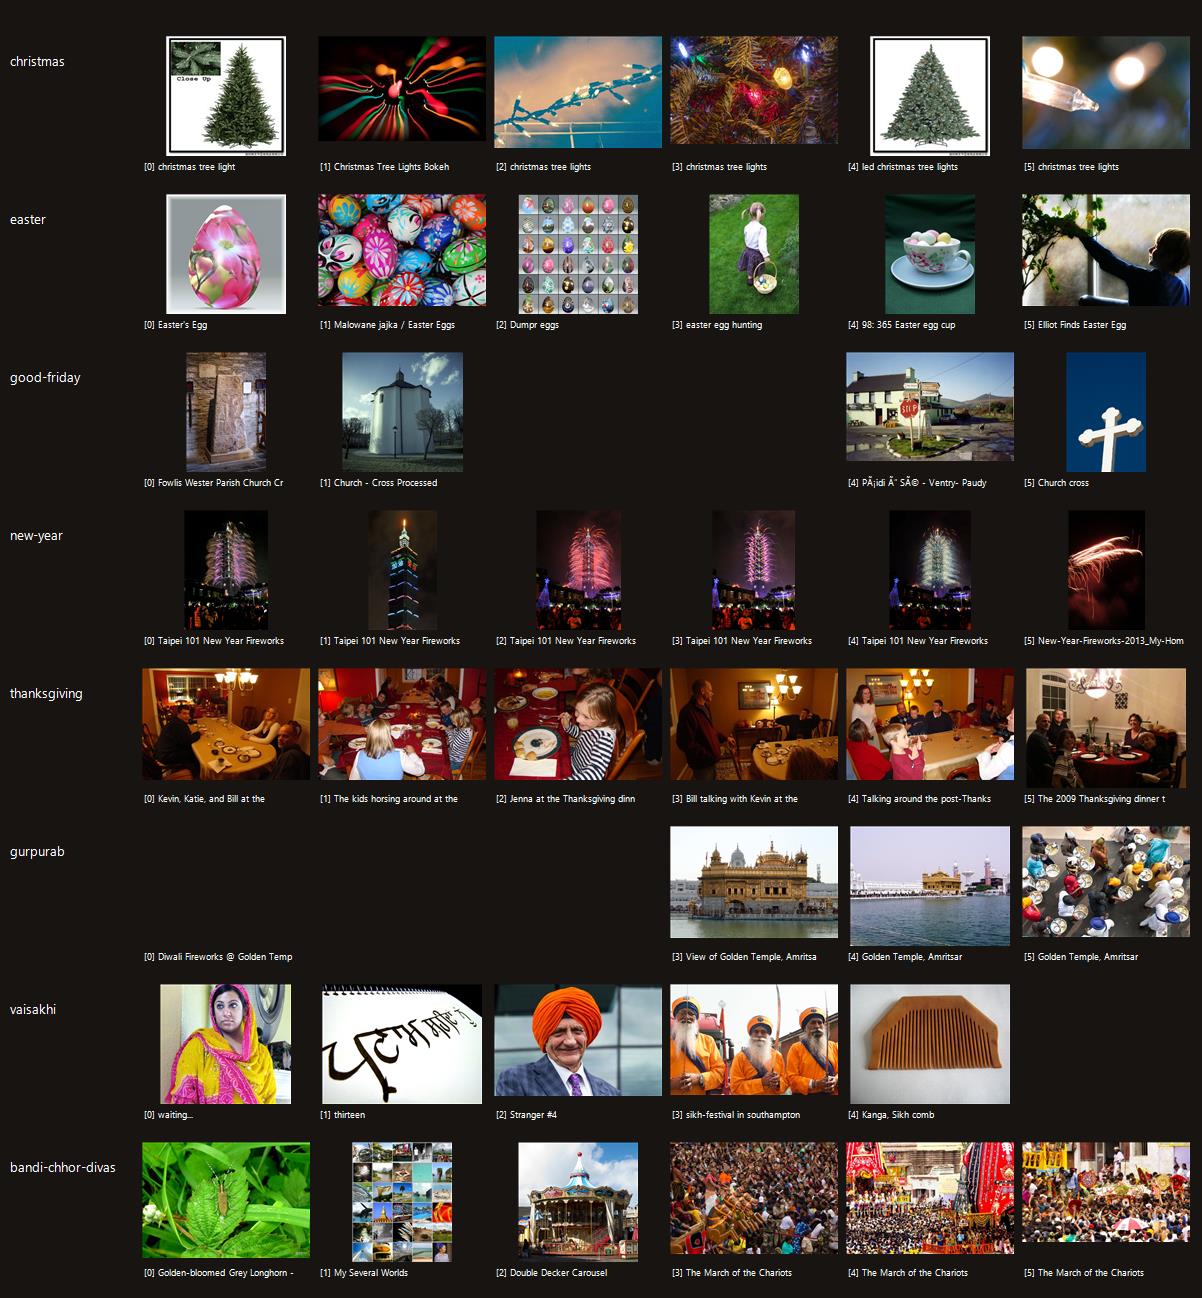 christmas
Close Up
[0] christmas tree light
[1] Christmas Tree Lights Bokeh
[2] christmas tree lights
[3] christmas tree lights
[4] led christmas tree lights
[5] christmas tree lights
easter
[0] Easter's Egg
[1] Malowane jajka / Easter Eggs
[2] Dumpr eggs
[3] easter egg hunting
[4] 98: 365 Easter egg cup
[5] Elliot Finds Easter Egg
good-friday
STOP
[0] Fowlis Wester Parish Church Cr
[1] Church - Cross Processed
[4] PÃ¡idi Ã“ SÃ© - Ventry- Paudy
[5] Church cross
new-year
[0] Taipei 101 New Year Fireworks
[1] Taipei 101 New Year Fireworks
[2] Taipei 101 New Year Fireworks
[3] Taipei 101 New Year Fireworks
[4] Taipei 101 New Year Fireworks
[5] New-Year-Fireworks-2013_My-Hom
thanksgiving
[0] Kevin, Katie, and Bill at the
[1] The kids horsing around at the
[2] Jenna at the Thanksgiving dinn
[3] Bill talking with Kevin at the
[4] Talking around the post-Thanks
[5] The 2009 Thanksgiving dinner t
gurpurab
[0] Diwali Fireworks @ Golden Temp
[3] View of Golden Temple, Amritsa
[4] Golden Temple, Amritsar
[5] Golden Temple, Amritsar
vaisakhi
[0] waiting...
[1] thirteen
[2] Stranger #4
[3] sikh-festival in southampton
[4] Kanga, Sikh comb
bandi-chhor-divas
[0] Golden-bloomed Grey Longhorn -
[1] My Several Worlds
[2] Double Decker Carousel
[3] The March of the Chariots
[4] The March of the Chariots
[5] The March of the Chariots